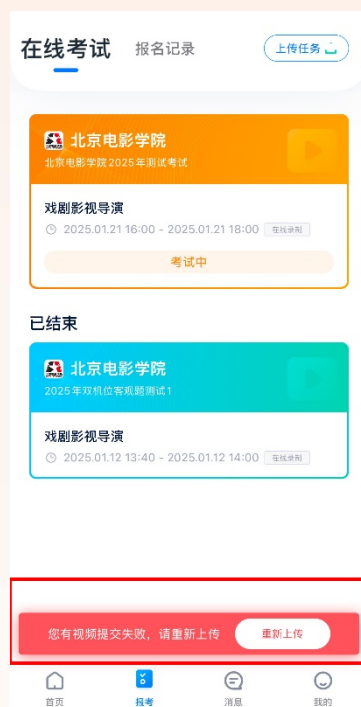 在线考试 报名记录 上传任务
北京电影学院
北京电影学院2025年测试考试
戏剧影视导演
2025.01.21 16:00 - 2025.01.21 18:00 在线录制
考试中
已结束
北京电影学院
2025年双机位客观题测试1
戏剧影视导演
2025.01.12 13:40 - 2025.01.12 14:00 在线录制
您有视频提交失败，请重新上传 重新上传
首页 报考 消息 我的